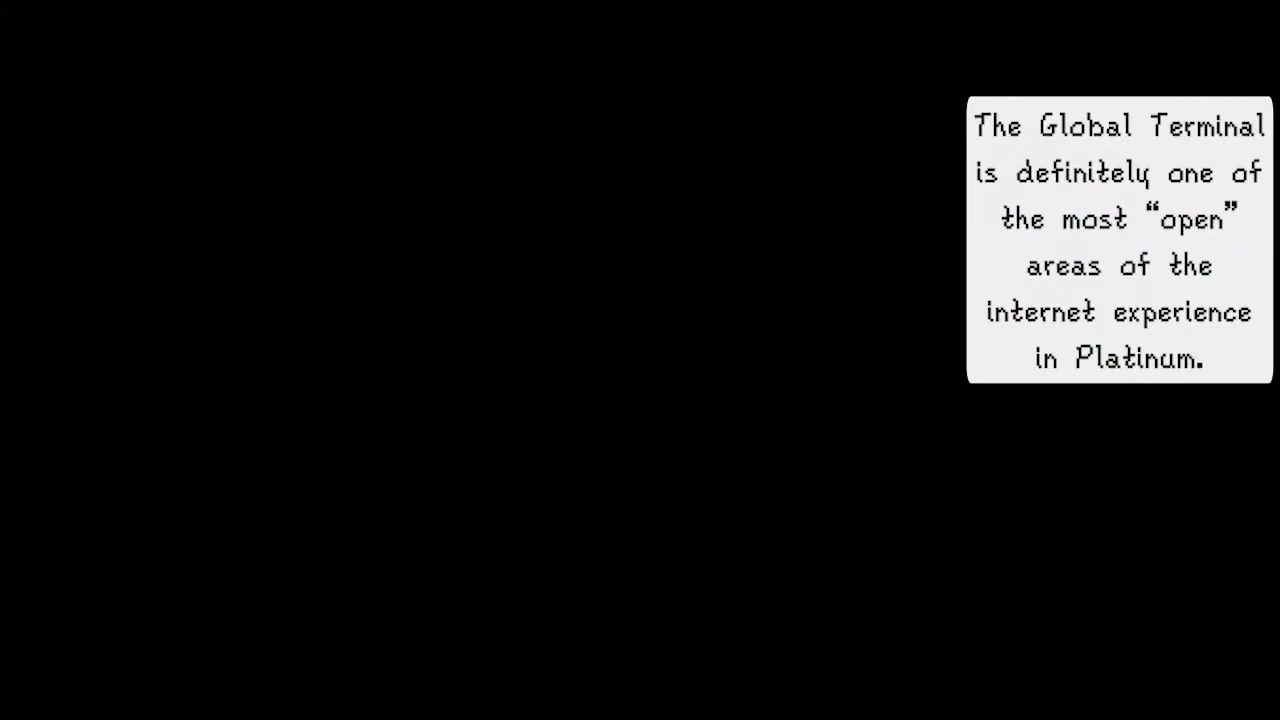 The Global Terminal
is definitely one of
the most “open”
areas of the
internet experience
in Platinum.